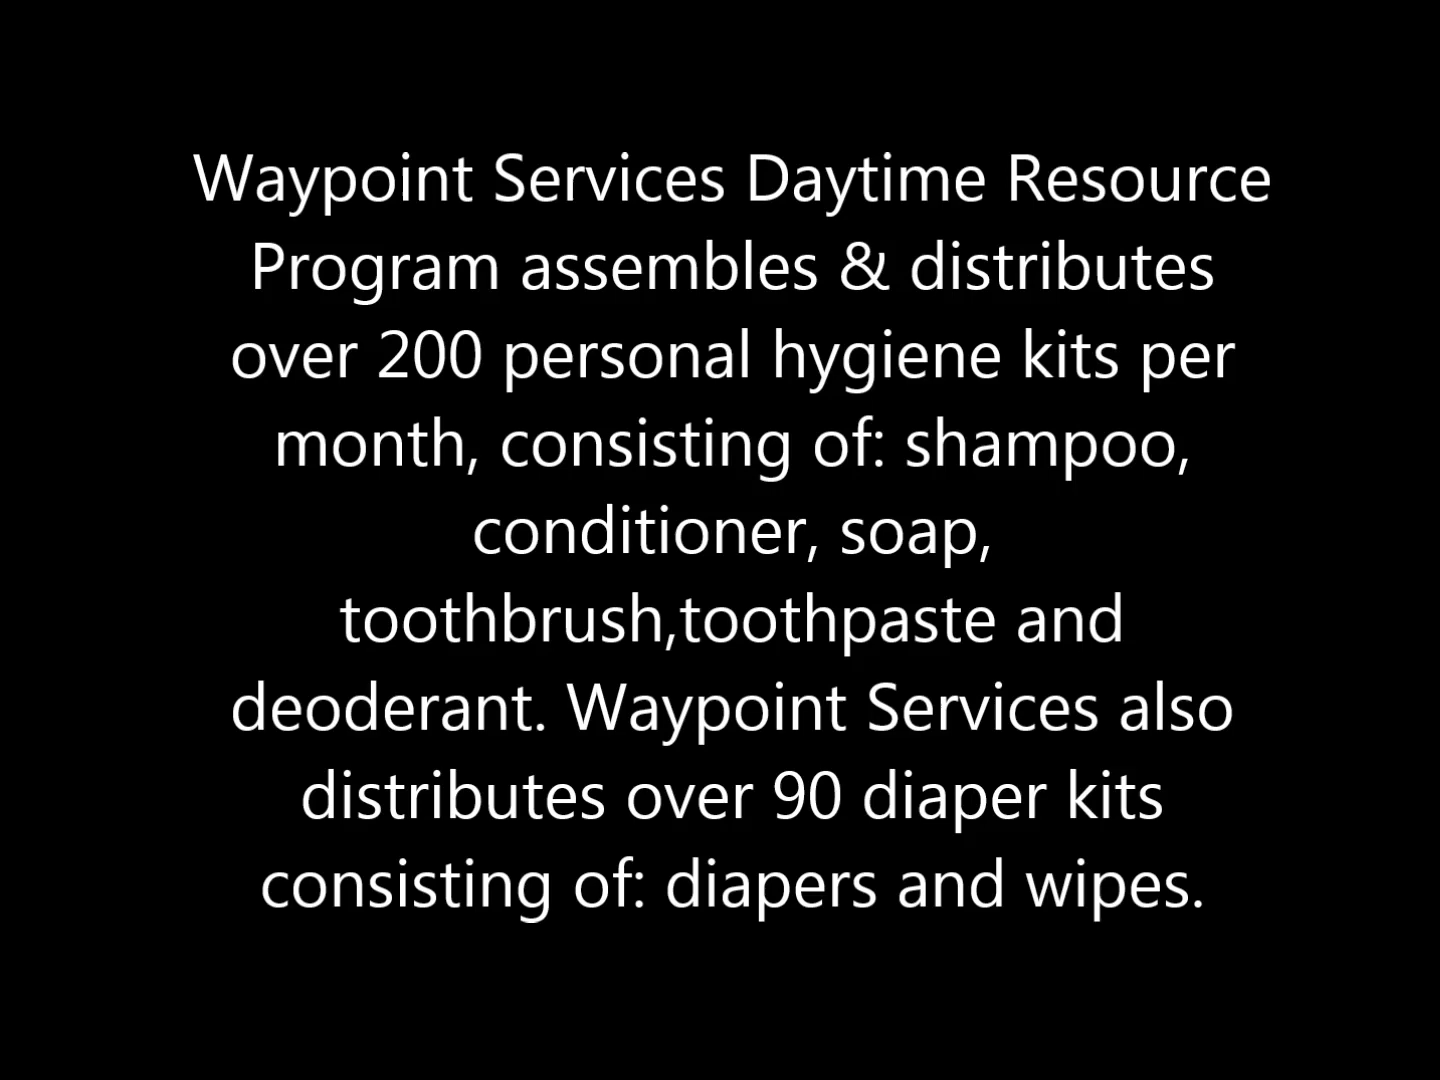 Waypoint Services Daytime Resource
Program assembles & distributes
over 200 personal hygiene kits per
month, consisting of: shampoo,
conditioner, soap,
toothbrush,toothpaste and
deoderant. Waypoint Services also
distributes over 90 diaper kits
consisting of: diapers and wipes.